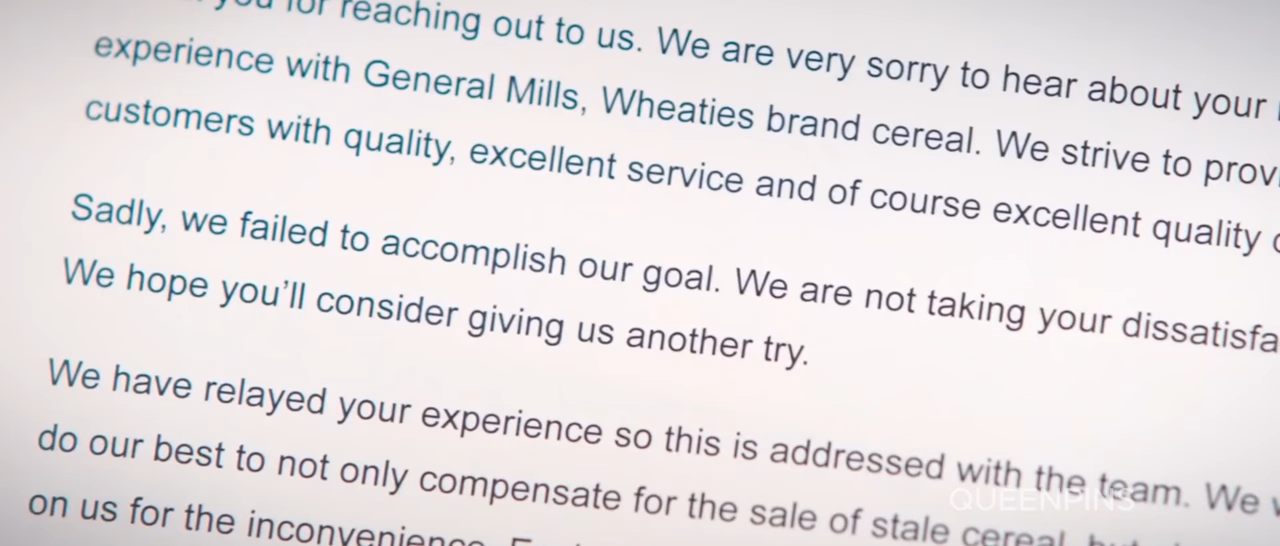 you for reaching out to us. We are very sorry to hear about your
experience with General Mills, Wheaties brand cereal. We strive to
customers with quality, excellent service and of course excellent quality
Sadly, we failed to accomplish our goal. We are not taking your
We hope you’ll consider giving us another try.
We have relayed your experience so this is addressed with the team. We
do our best to not only compensate for the sale of stale cereal,
on us for the inconvenience.
QUEENPINS